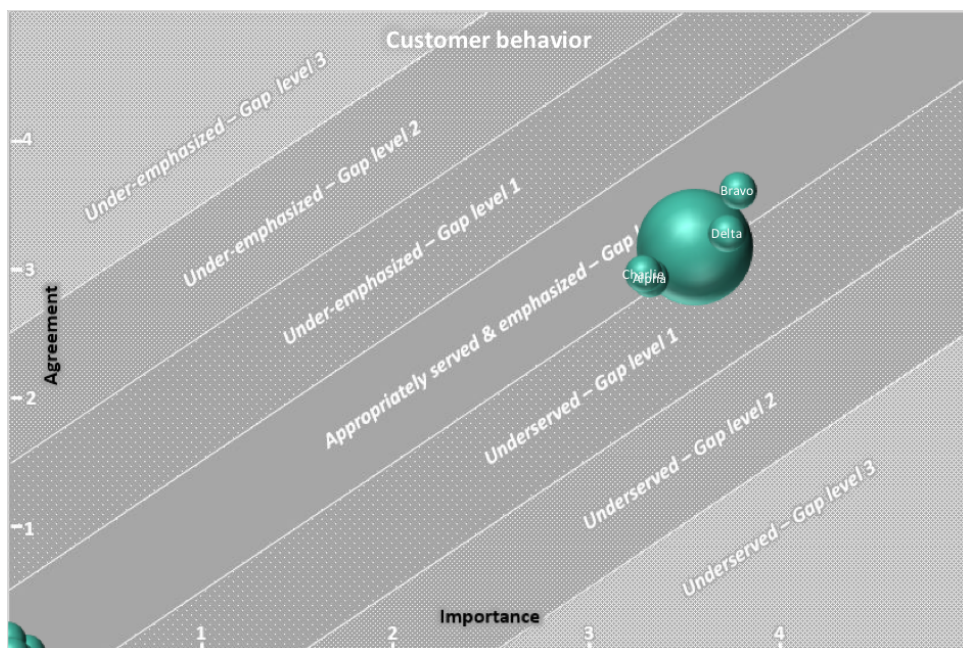 Customer behavior
Under-emphasized – Gap level 3
4
Under-emphasized – Gap level 2
Under-emphasized – Gap level 1
Bravo
Delta
Appropriately served & emphasized – Gap
Charlie
Alpha
3
Agreement
Underserved – Gap level 1
2
Underserved – Gap level 2
Underserved – Gap level 3
1
Importance
1
2
3
4